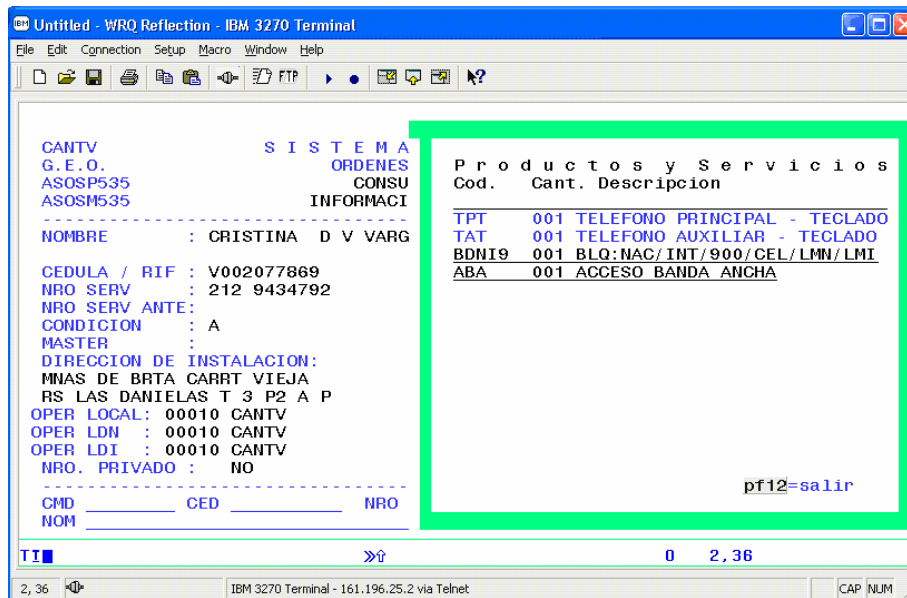 Untitled - WRQ Reflection - IBM 3270 Terminal
File Edit Connection Setup Macro Window Help
FTP
CANTV S I S T E M A
G.E.O. ORDENES
ASOSP535 CONSU
ASOSM535 INFORMACI
NOMBRE : CRISTINA D V VARG
CEDULA / RIF : V002077869
NRO SERV : 212 9434792
NRO SERV ANTE:
CONDICION : A
MASTER :
DIRECCION DE INSTALACION:
MNAS DE BRTA CARRT VIEJA
RS LAS DANIELAS T 3 P2 A P
OPER LOCAL: 00010 CANTV
OPER LDN : 00010 CANTV
OPER LDI : 00010 CANTV
NRO. PRIVADO : NO
CMD CED NRO
NOM
P r o d u c t o s y S e r v i c i o s
Cod. Cant. Descripcion
TPT 001 TELEFONO PRINCIPAL - TECLADO
TAT 001 TELEFONO AUXILIAR - TECLADO
BDNI9 001 BLQ:NAC/INT/900/CEL/LMN/LMI
ABA 001 ACCESO BANDA ANCHA
pf12=salir
TI 0 2,36
2, 36 IBM 3270 Terminal - 161.196.25.2 via Telnet CAP NUM